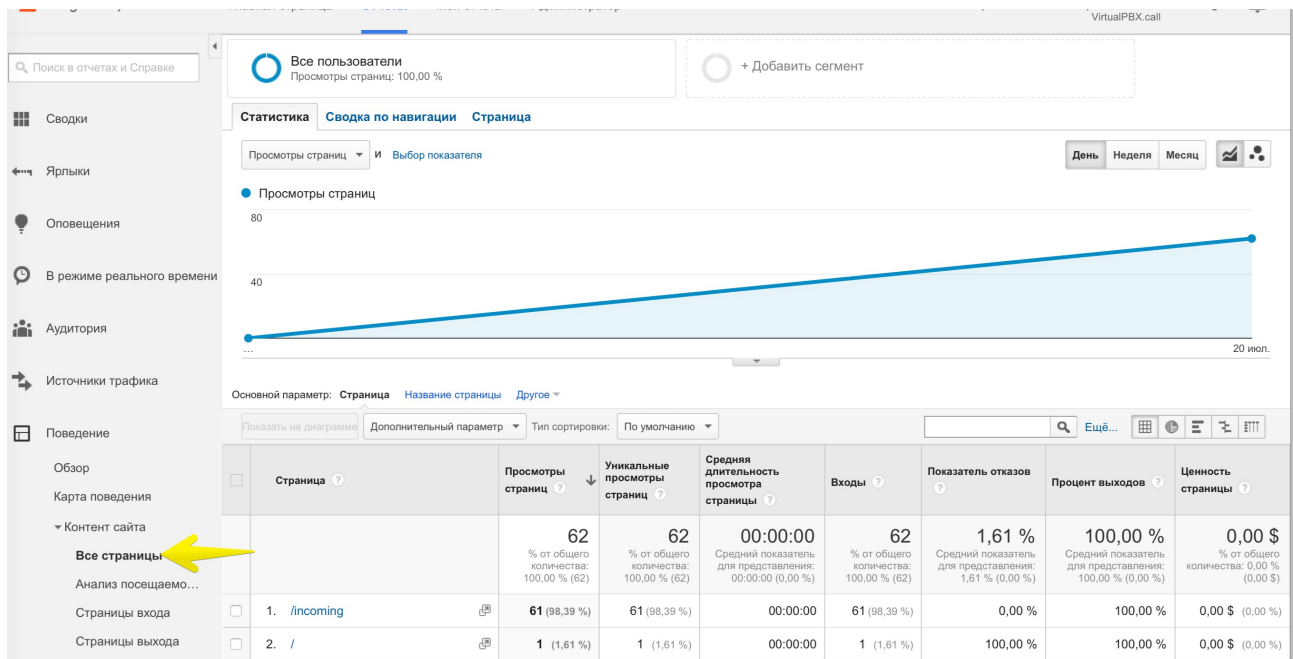 VirtualPBX.call
Поиск в отчетах и Справке
Все пользователи
Просмотры страниц: 100,00 %
+ Добавить сегмент
Сводки
Ярлыки
Оповещения
В режиме реального времени
Аудитория
Источники трафика
Поведение
Обзор
Карта поведения
Контент сайта
Все страницы
Анализ посещаемо...
Страницы входа
Страницы выхода
Статистика Сводка по навигации Страница
Просмотры страниц и Выбор показателя
День Неделя Месяц
Просмотры страниц
80
40
... 20 июл.
Основной параметр: Страница Название страницы Другое
Показать на диаграмме Дополнительный параметр Тип сортировки: По умолчанию Ещё...
Страница ?
Просмотры страниц ?
Уникальные просмотры страниц ?
Средняя длительность просмотра страницы ?
Входы ?
Показатель отказов ?
Процент выходов ?
Ценность страницы ?
62
% от общего количества: 100,00 % (62)
62
% от общего количества: 100,00 % (62)
00:00:00
Средний показатель для представления: 00:00:00 (0,00 %)
62
% от общего количества: 100,00 % (62)
1,61 %
Средний показатель для представления: 1,61 % (0,00 %)
100,00 %
Средний показатель для представления: 100,00 % (0,00 %)
0,00 $
% от общего количества: 0,00 % (0,00 $)
1. /incoming 61 (98,39 %) 61 (98,39 %) 00:00:00 61 (98,39 %) 0,00 % 100,00 % 0,00 $ (0,00 %)
2. / 1 (1,61 %) 1 (1,61 %) 00:00:00 1 (1,61 %) 100,00 % 100,00 % 0,00 $ (0,00 %)